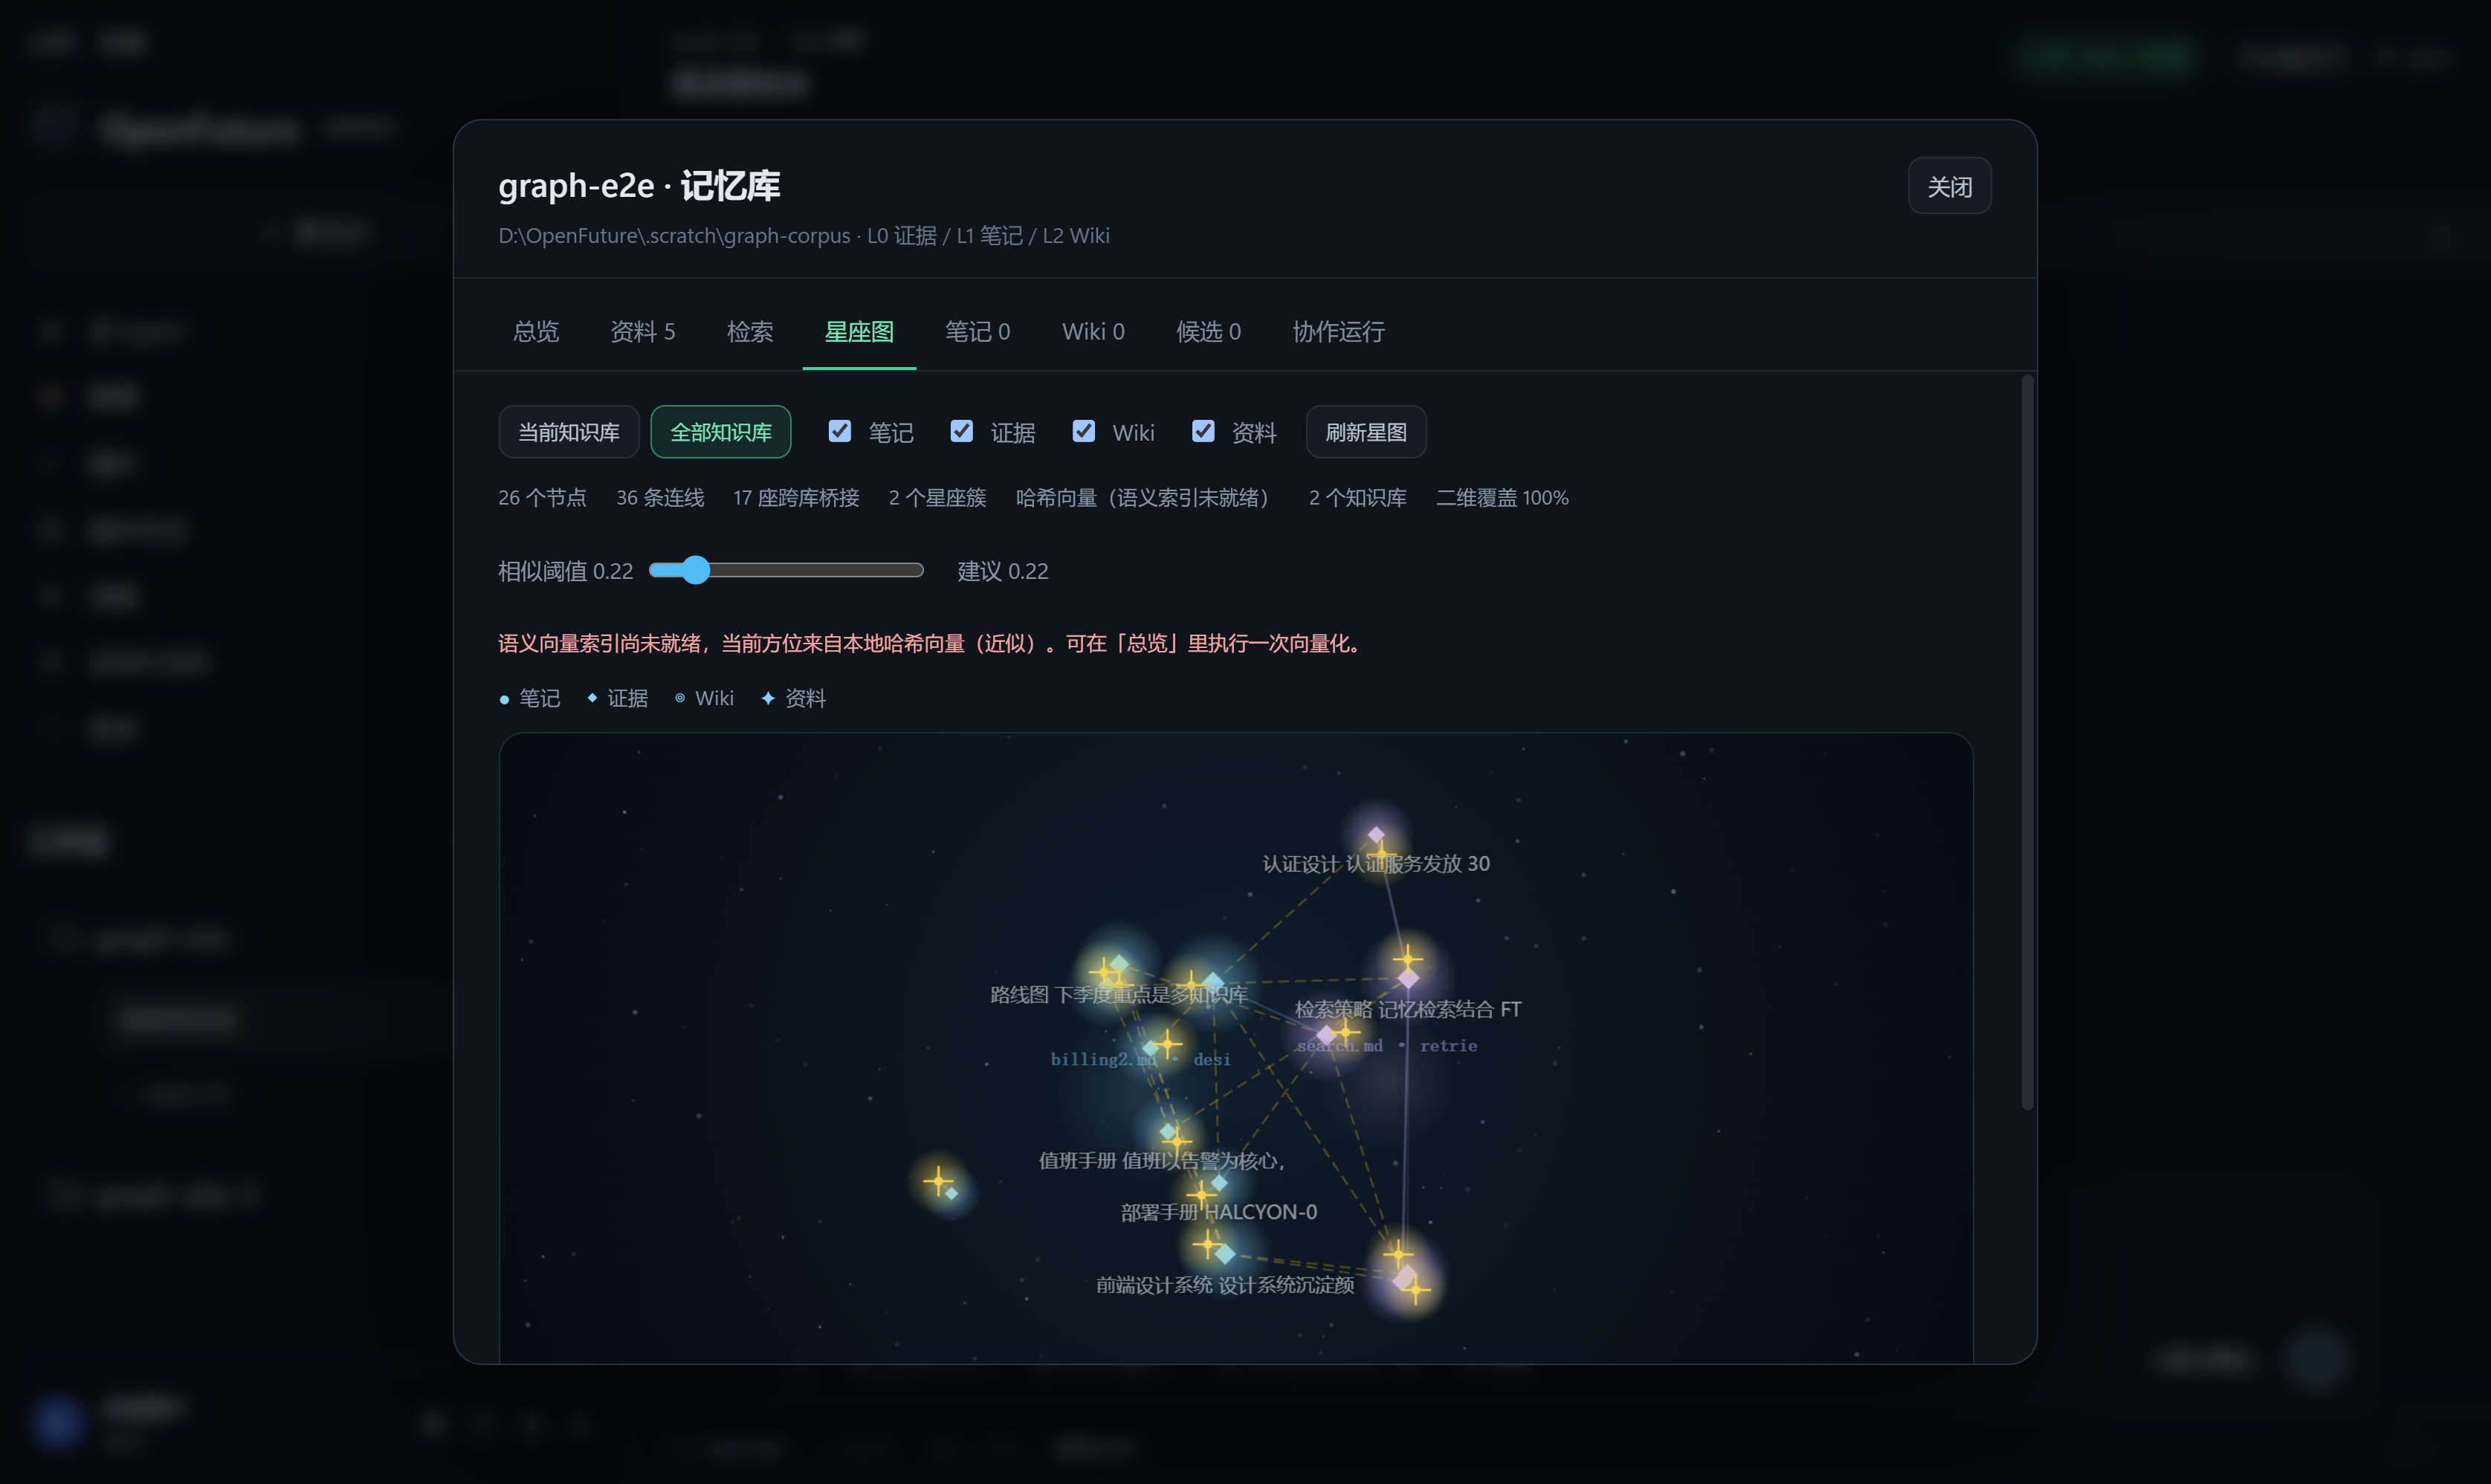 graph-e2e · 记忆库
关闭
D:\OpenFuture\.scratch\graph-corpus · L0 证据 / L1 笔记 / L2 Wiki
总览 资料 5 检索 星座图 笔记 0 Wiki 0 候选 0 协作运行
当前知识库 全部知识库 笔记 证据 Wiki 资料 刷新星图
26 个节点 36 条连线 17 座跨库桥接 2 个星座簇 哈希向量（语义索引未就绪） 2 个知识库 二维覆盖 100%
相似阈值 0.22 建议 0.22
语义向量索引尚未就绪，当前方位来自本地哈希向量（近似）。可在「总览」里执行一次向量化。
笔记 证据 Wiki 资料
认证设计 认证服务发放 30
路线图 下季度重点是多知识库
检索策略 记忆检索结合 FT
search.md · retrie
billing2.md · desi
值班手册 值班以告警为核心，
部署手册 HALCYON-0
前端设计系统 设计系统沉淀颜
OpenFuture